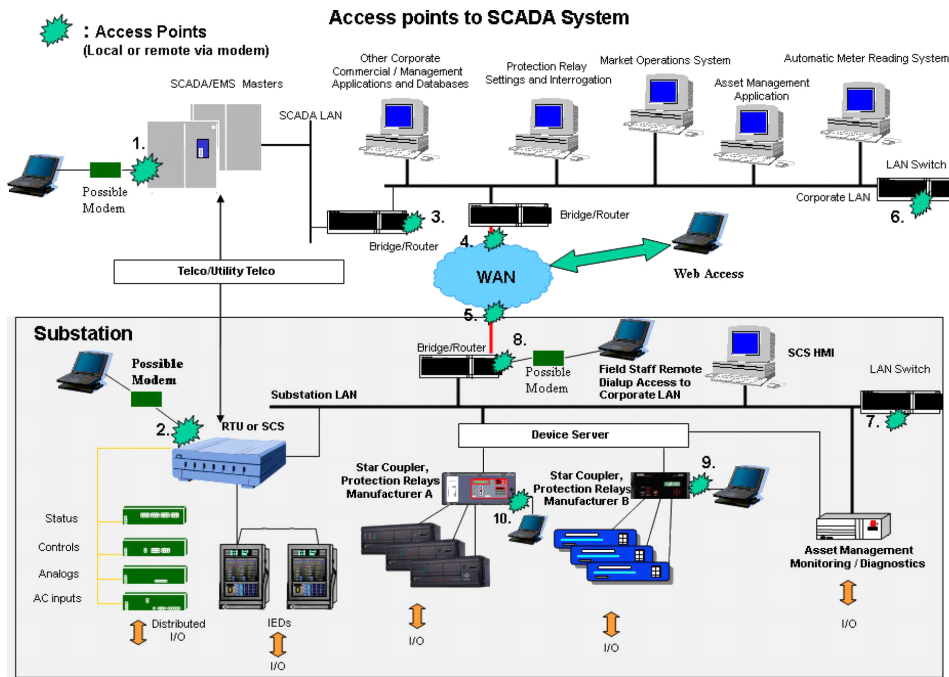 Access points to SCADA System
: Access Points
(Local or remote via modem)
SCADA/EMS Masters
SCADA LAN
Other Corporate
Commercial / Management
Applications and Databases
Protection Relay
Settings and Interrogation
Market Operations System
Asset Management
Application
Automatic Meter Reading System
1.
Possible
Modem
3.
Bridge/Router
Bridge/Router
4.
Corporate LAN
LAN Switch
6.
Telco/Utility Telco
WAN
Web Access
5.
Substation
Possible
Modem
2.
RTU or SCS
Bridge/Router
8.
Possible
Modem
Field Staff Remote
Dialup Access to
Corporate LAN
SCS HMI
LAN Switch
7.
Substation LAN
Device Server
Star Coupler,
Protection Relays
Manufacturer A
10.
Star Coupler,
Protection Relays
Manufacturer B
9.
Status
Controls
Analogs
AC inputs
Distributed
I/O
IEDs
I/O
I/O
I/O
Asset Management
Monitoring / Diagnostics
I/O